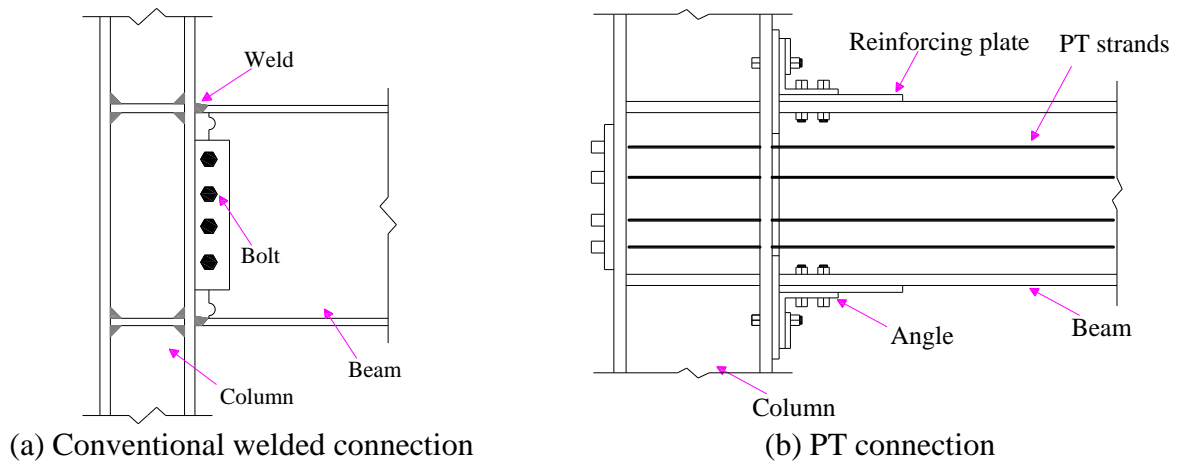 Weld
Bolt
Beam
Column
(a) Conventional welded connection
Reinforcing plate
PT strands
Angle
Beam
Column
(b) PT connection